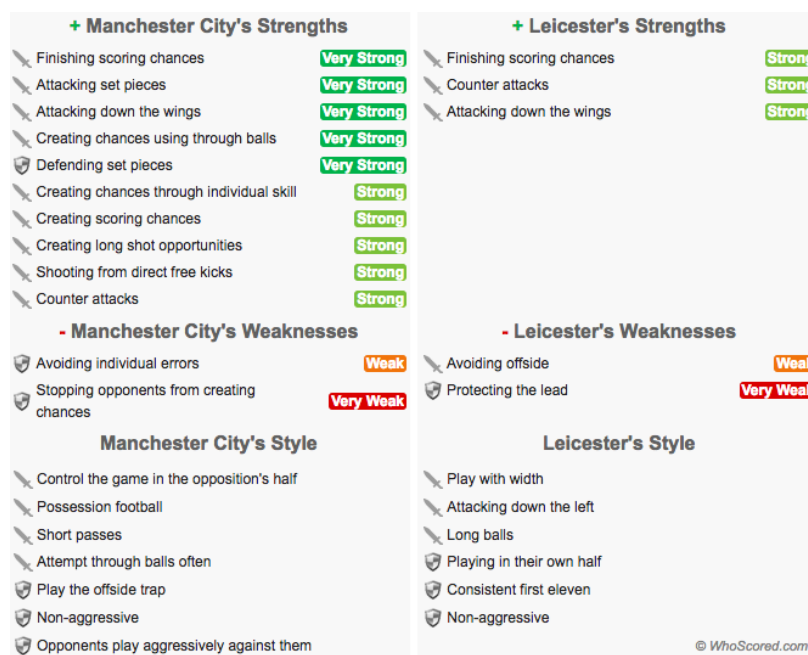 + Manchester City's Strengths
Finishing scoring chances Very Strong
Attacking set pieces Very Strong
Attacking down the wings Very Strong
Creating chances using through balls Very Strong
Defending set pieces Very Strong
Creating chances through individual skill Strong
Creating scoring chances Strong
Creating long shot opportunities Strong
Shooting from direct free kicks Strong
Counter attacks Strong
- Manchester City's Weaknesses
Avoiding individual errors Weak
Stopping opponents from creating
chances Very Weak
Manchester City's Style
Control the game in the opposition's half
Possession football
Short passes
Attempt through balls often
Play the offside trap
Non-aggressive
Opponents play aggressively against them
+ Leicester's Strengths
Finishing scoring chances Strong
Counter attacks Strong
Attacking down the wings Strong
- Leicester's Weaknesses
Avoiding offside Weak
Protecting the lead Very Weak
Leicester's Style
Play with width
Attacking down the left
Long balls
Playing in their own half
Consistent first eleven
Non-aggressive
© WhoScored.com